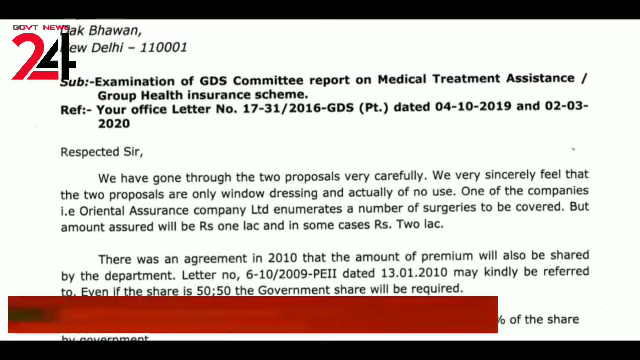 GOVT NEWS
24
Dak Bhawan,
New Delhi – 110001
Sub:-Examination of GDS Committee report on Medical Treatment Assistance /
Group Health insurance scheme.
Ref:- Your office Letter No. 17-31/2016-GDS (Pt.) dated 04-10-2019 and 02-03-
2020
Respected Sir,
We have gone through the two proposals very carefully. We very sincerely feel that
the two proposals are only window dressing and actually of no use. One of the companies
i.e Oriental Assurance company Ltd enumerates a number of surgeries to be covered. But
amount assured will be Rs one lac and in some cases Rs. Two lac.
There was an agreement in 2010 that the amount of premium will also be shared
by the department. Letter no, 6-10/2009-PEII dated 13.01.2010 may kindly be referred
to. Even if the share is 50;50 the Government share will be required.
% of the share
by government